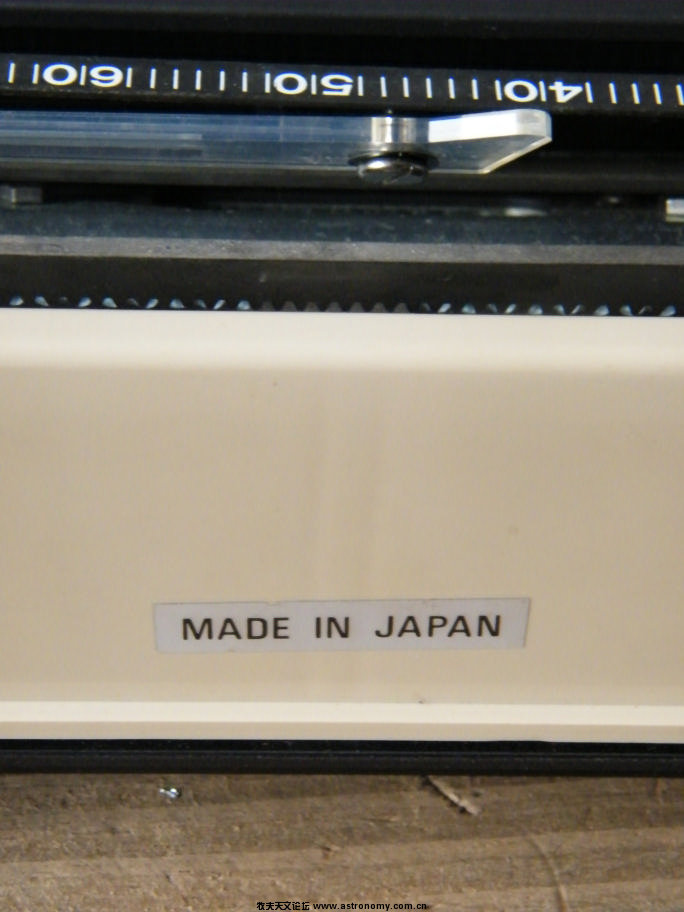 60 50 40
MADE IN JAPAN
牧夫天文论坛 www.astronomy.com.cn